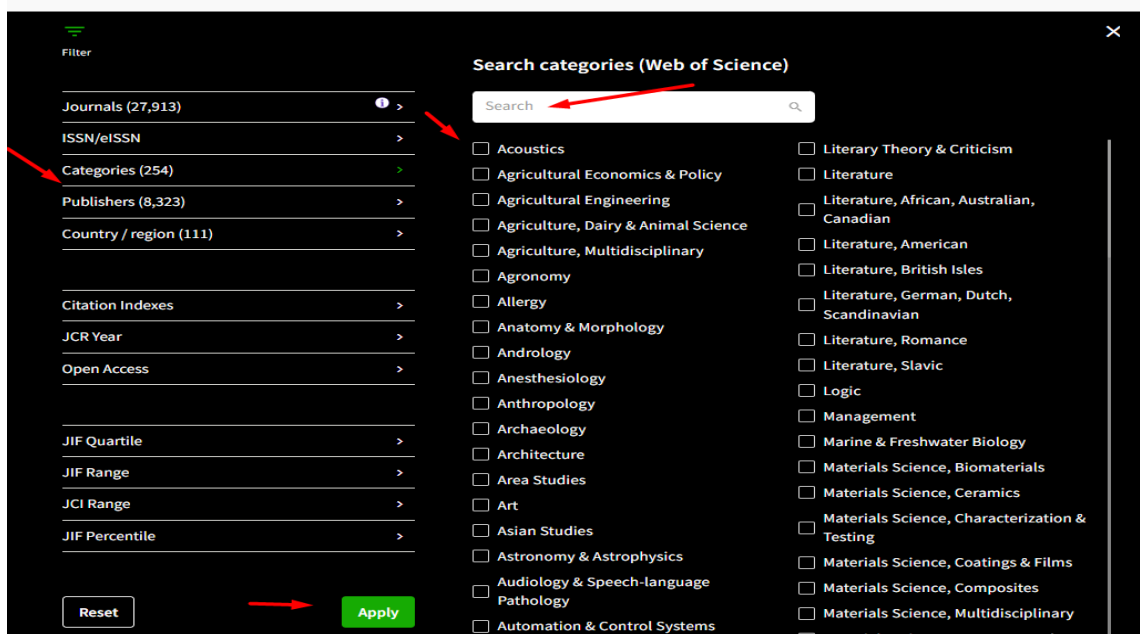 Filter
Journals (27,913)
ISSN/eISSN
Categories (254)
Publishers (8,323)
Country / region (111)
Citation Indexes
JCR Year
Open Access
JIF Quartile
JIF Range
JCI Range
JIF Percentile
Reset
Apply
Search categories (Web of Science)
Search
Acoustics
Agricultural Economics & Policy
Agricultural Engineering
Agriculture, Dairy & Animal Science
Agriculture, Multidisciplinary
Agronomy
Allergy
Anatomy & Morphology
Andrology
Anesthesiology
Anthropology
Archaeology
Architecture
Area Studies
Art
Asian Studies
Astronomy & Astrophysics
Audiology & Speech-language
Pathology
Automation & Control Systems
Literary Theory & Criticism
Literature
Literature, African, Australian,
Canadian
Literature, American
Literature, British Isles
Literature, German, Dutch,
Scandinavian
Literature, Romance
Literature, Slavic
Logic
Management
Marine & Freshwater Biology
Materials Science, Biomaterials
Materials Science, Ceramics
Materials Science, Characterization &
Testing
Materials Science, Coatings & Films
Materials Science, Composites
Materials Science, Multidisciplinary